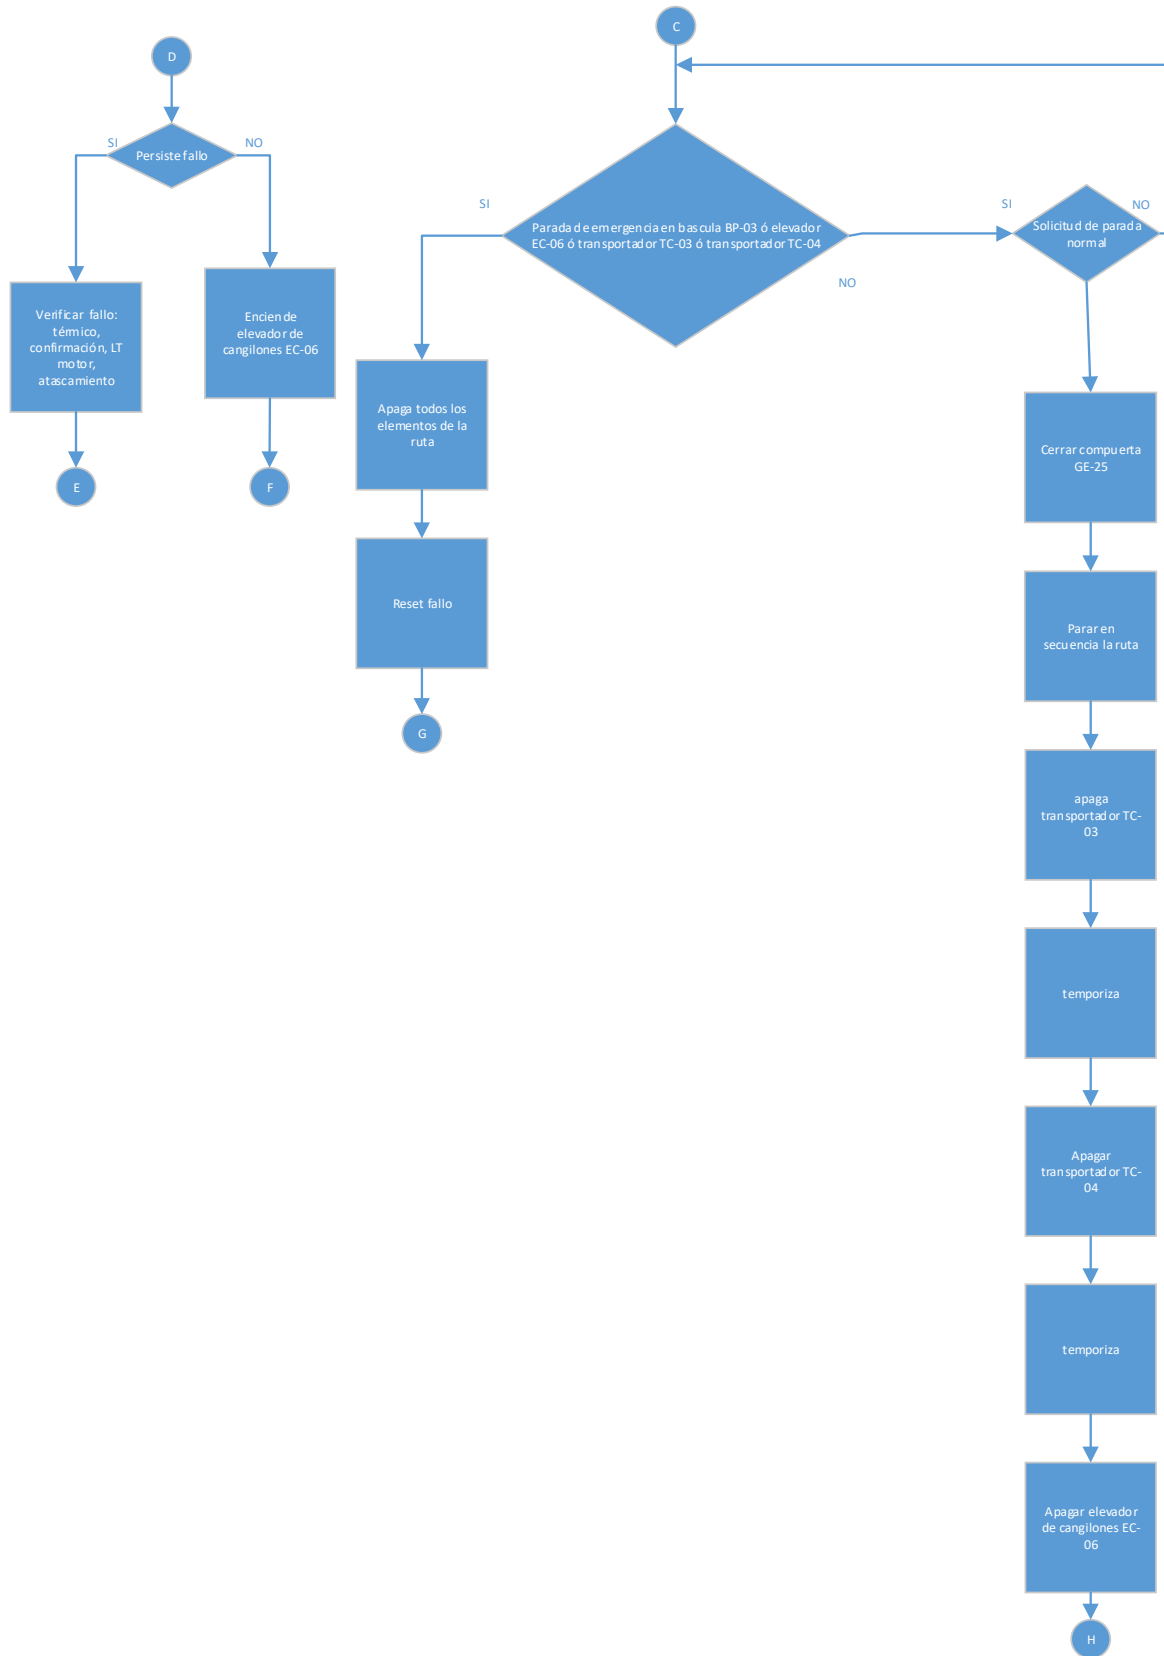 D
Persiste fallo
SI
NO
Verificar fallo:
térmico,
confirmación, LT
motor,
atascamiento
Enciende
elevador de
cangilones EC-06
E
F
C
Parada de emergencia en bascula BP-03 ó elevador
EC-06 ó transportador TC-03 ó transportador TC-04
SI
NO
Apaga todos los
elementos de la
ruta
Reset fallo
G
SI
NO
Solicitud de parada
normal
Cerrar compuerta
GE-25
Parar en
secuencia la ruta
apaga
transportador TC-
03
temporiza
Apagar
transportador TC-
04
temporiza
Apagar elevador
de cangilones EC-
06
H